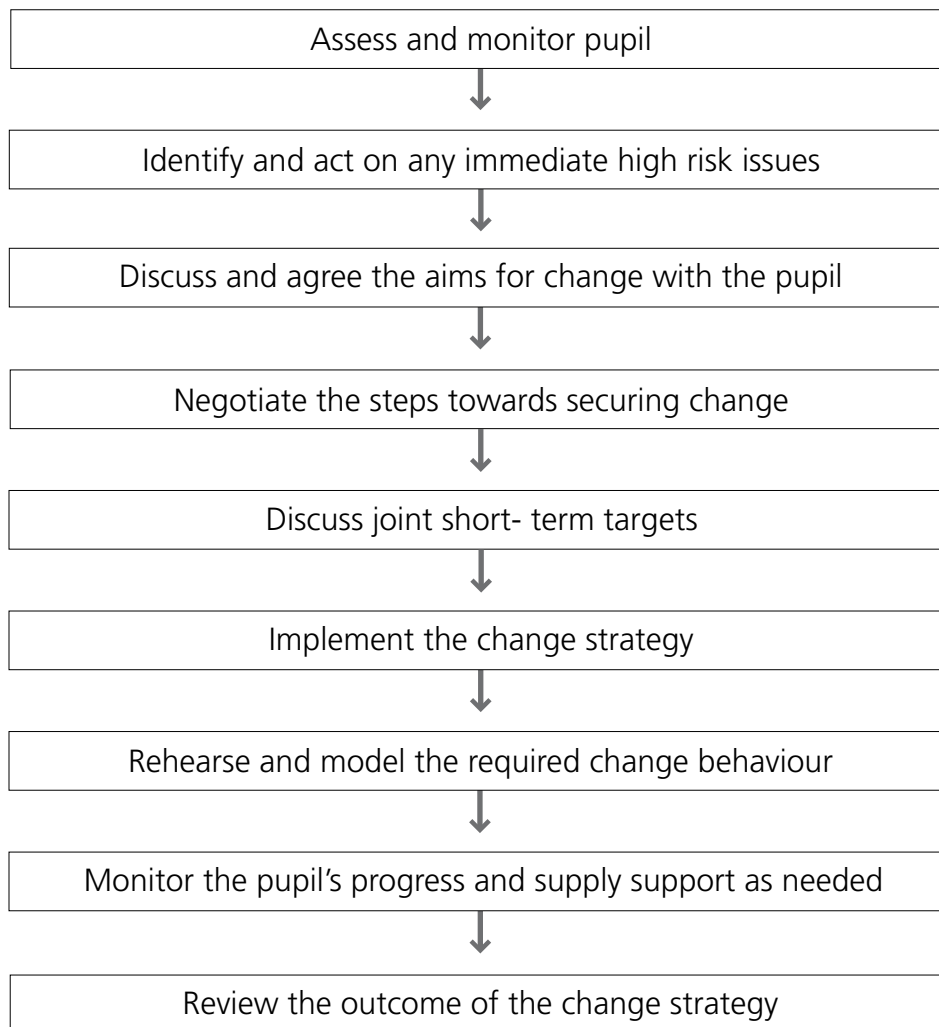 Assess and monitor pupil
Identify and act on any immediate high risk issues
Discuss and agree the aims for change with the pupil
Negotiate the steps towards securing change
Discuss joint short- term targets
Implement the change strategy
Rehearse and model the required change behaviour
Monitor the pupil’s progress and supply support as needed
Review the outcome of the change strategy